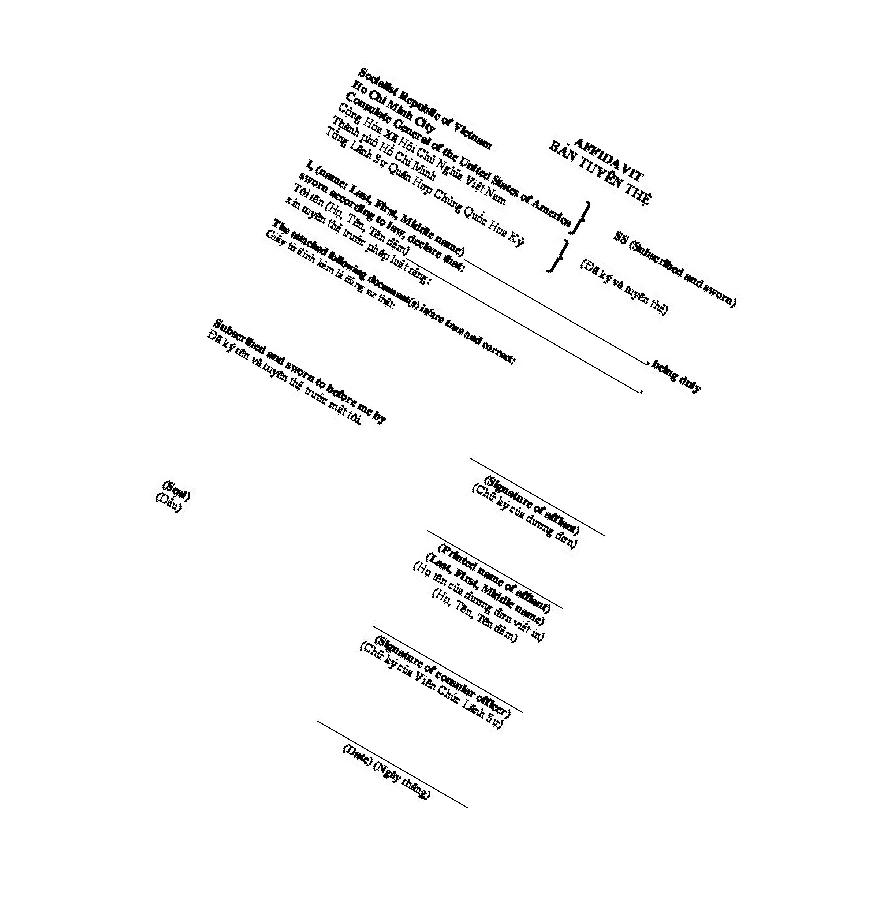 AFFIDAVIT
BẢN TUYÊN THỆ
Socialist Republic of Vietnam
Ho Chi Minh City
Consulate General of the United States of America
Cộng Hòa Xã Hội Chủ Nghĩa Việt Nam
Thành phố Hồ Chí Minh
Tổng Lãnh Sự Quán Hợp Chủng Quốc Hoa Kỳ
} SS (Subscribed and sworn)
} (Đã ký và tuyên thệ)
I, (name: Last, First, Middle name) ______, being duly
sworn according to law, declare that:
Tôi tên (Họ, Tên, Tên đệm) ______,
xin tuyên thệ trước pháp luật rằng:
The attached following document(s) is/are true and correct:
Giấy tờ đính kèm là đúng sự thật:
Subscribed and sworn to before me by
Đã ký tên và tuyên thệ trước mặt tôi,
(Signature of affiant)
(Chữ ký của đương đơn)
(Seal)
(Dấu)
(Printed name of affiant)
(Last, First, Middle name)
(Họ tên của đương đơn viết in)
(Họ, Tên, Tên đệm)
(Signature of consular officer)
(Chữ ký của Viên Chức Lãnh Sự)
(Date) (Ngày tháng)